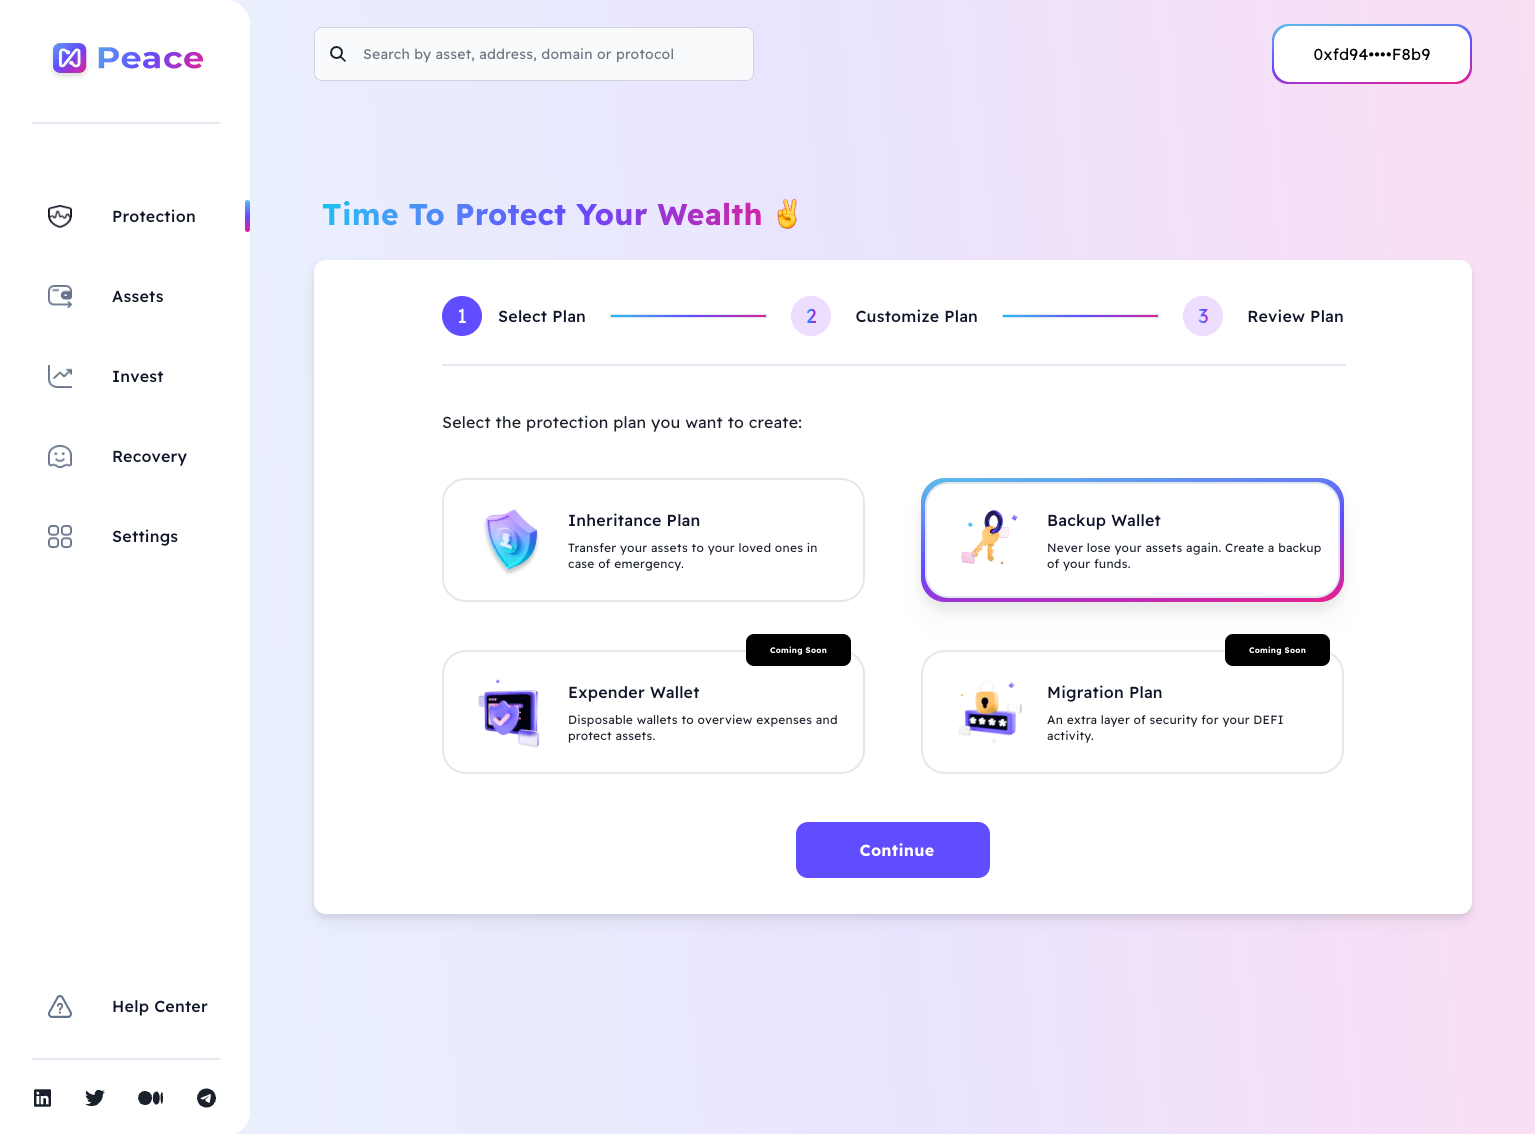 Peace
Search by asset, address, domain or protocol
0xfd94••••F8b9
Protection
Assets
Invest
Recovery
Settings
Help Center
Time To Protect Your Wealth ✌️
1 Select Plan
2 Customize Plan
3 Review Plan
Select the protection plan you want to create:
Inheritance Plan
Transfer your assets to your loved ones in
case of emergency.
Backup Wallet
Never lose your assets again. Create a backup
of your funds.
Coming Soon
Expender Wallet
Disposable wallets to overview expenses and
protect assets.
Coming Soon
Migration Plan
An extra layer of security for your DEFI
activity.
Continue